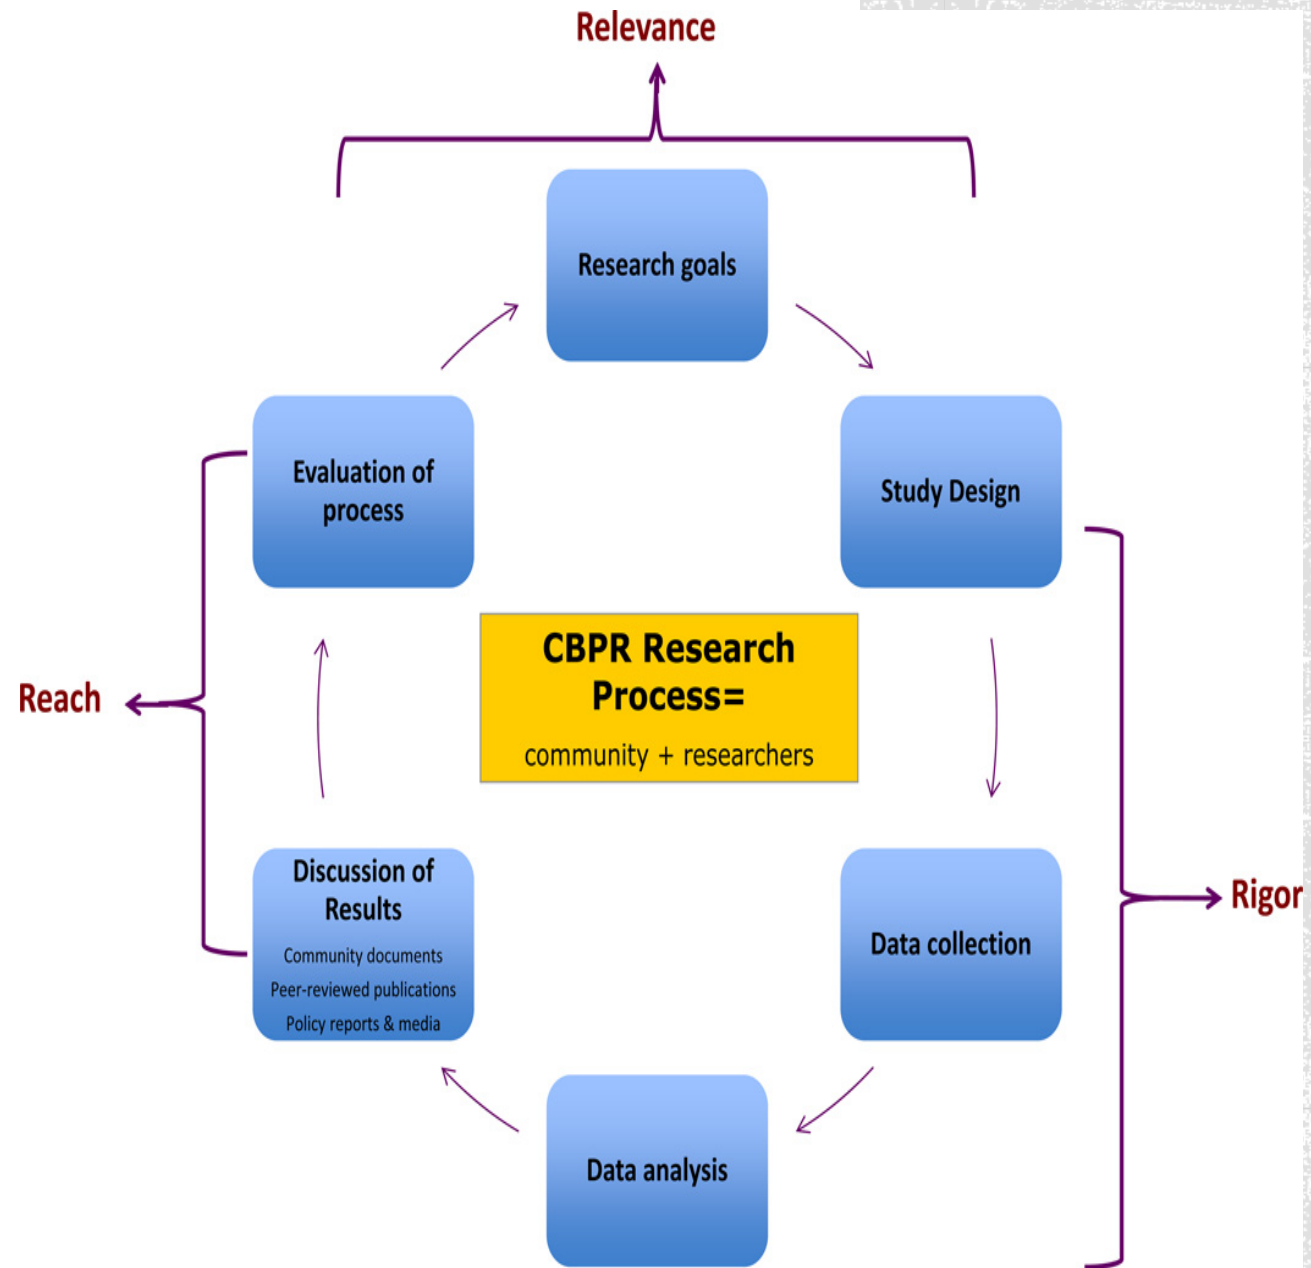 Relevance
Research goals
Evaluation of
process
Study Design
CBPR Research
Process=
community + researchers
Reach
Discussion of
Results
Community documents
Peer-reviewed publications
Policy reports & media
Data collection
Rigor
Data analysis